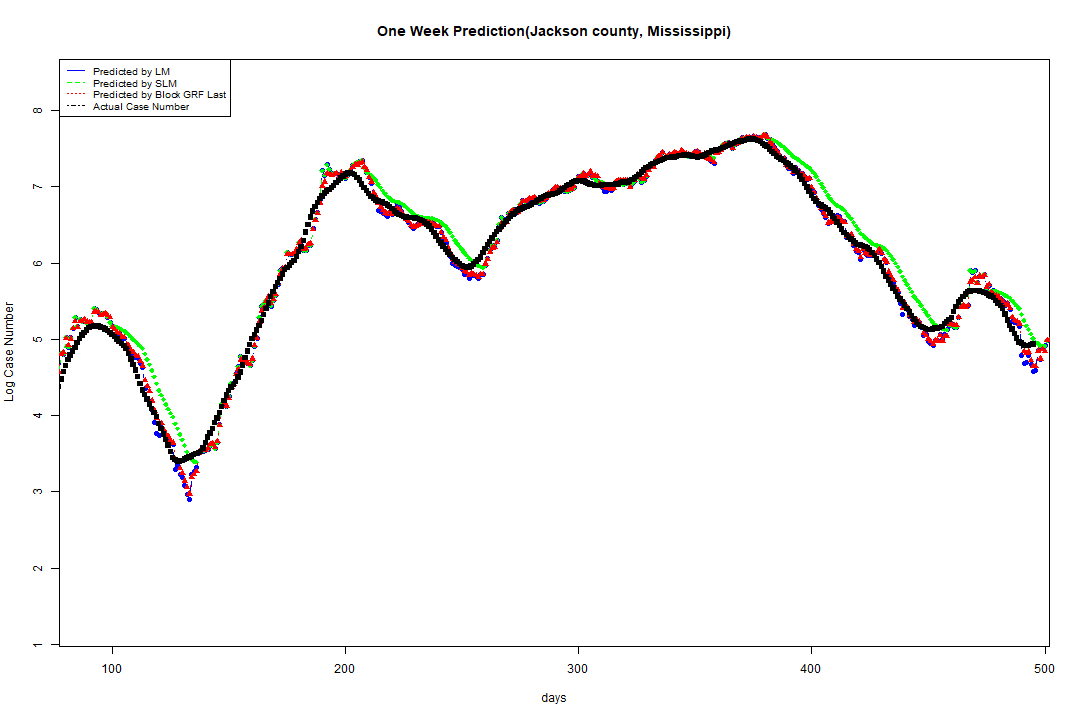 One Week Prediction(Jackson county, Mississippi)
Predicted by LM
Predicted by SLM
Predicted by Block GRF Last
Actual Case Number
8
7
6
5
4
3
2
1
Log Case Number
100 200 300 400 500
days